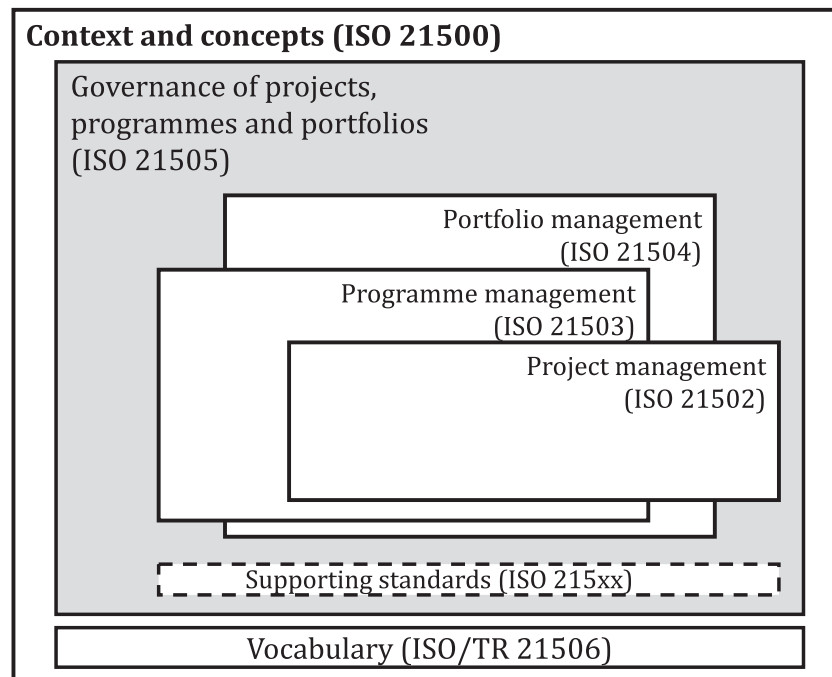 Context and concepts (ISO 21500)
Governance of projects,
programmes and portfolios
(ISO 21505)
Portfolio management
(ISO 21504)
Programme management
(ISO 21503)
Project management
(ISO 21502)
Supporting standards (ISO 215xx)
Vocabulary (ISO/TR 21506)